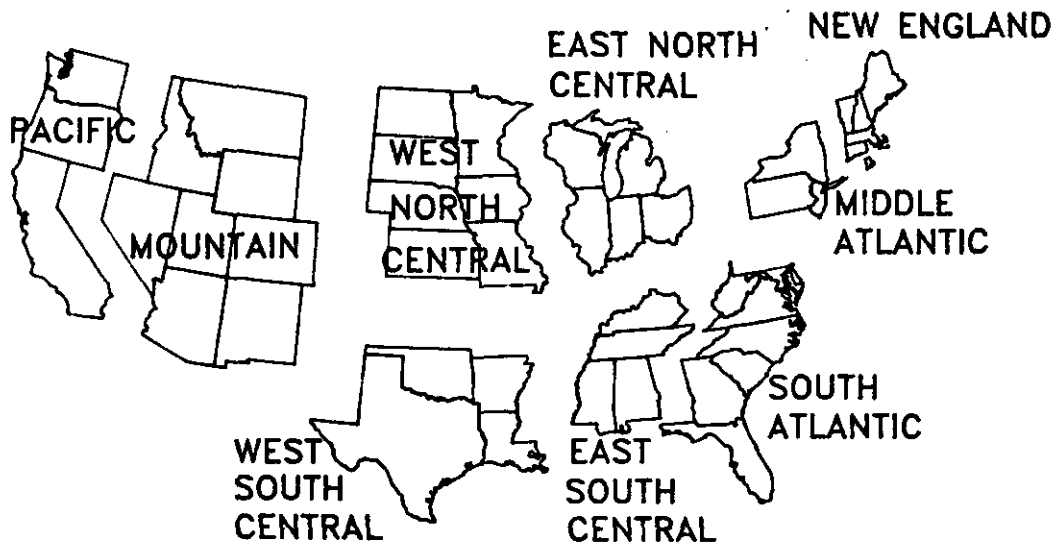 NEW ENGLAND
EAST NORTH
CENTRAL
PACIFIC
WEST
NORTH
CENTRAL
MOUNTAIN
MIDDLE
ATLANTIC
SOUTH
ATLANTIC
WEST
SOUTH
CENTRAL
EAST
SOUTH
CENTRAL